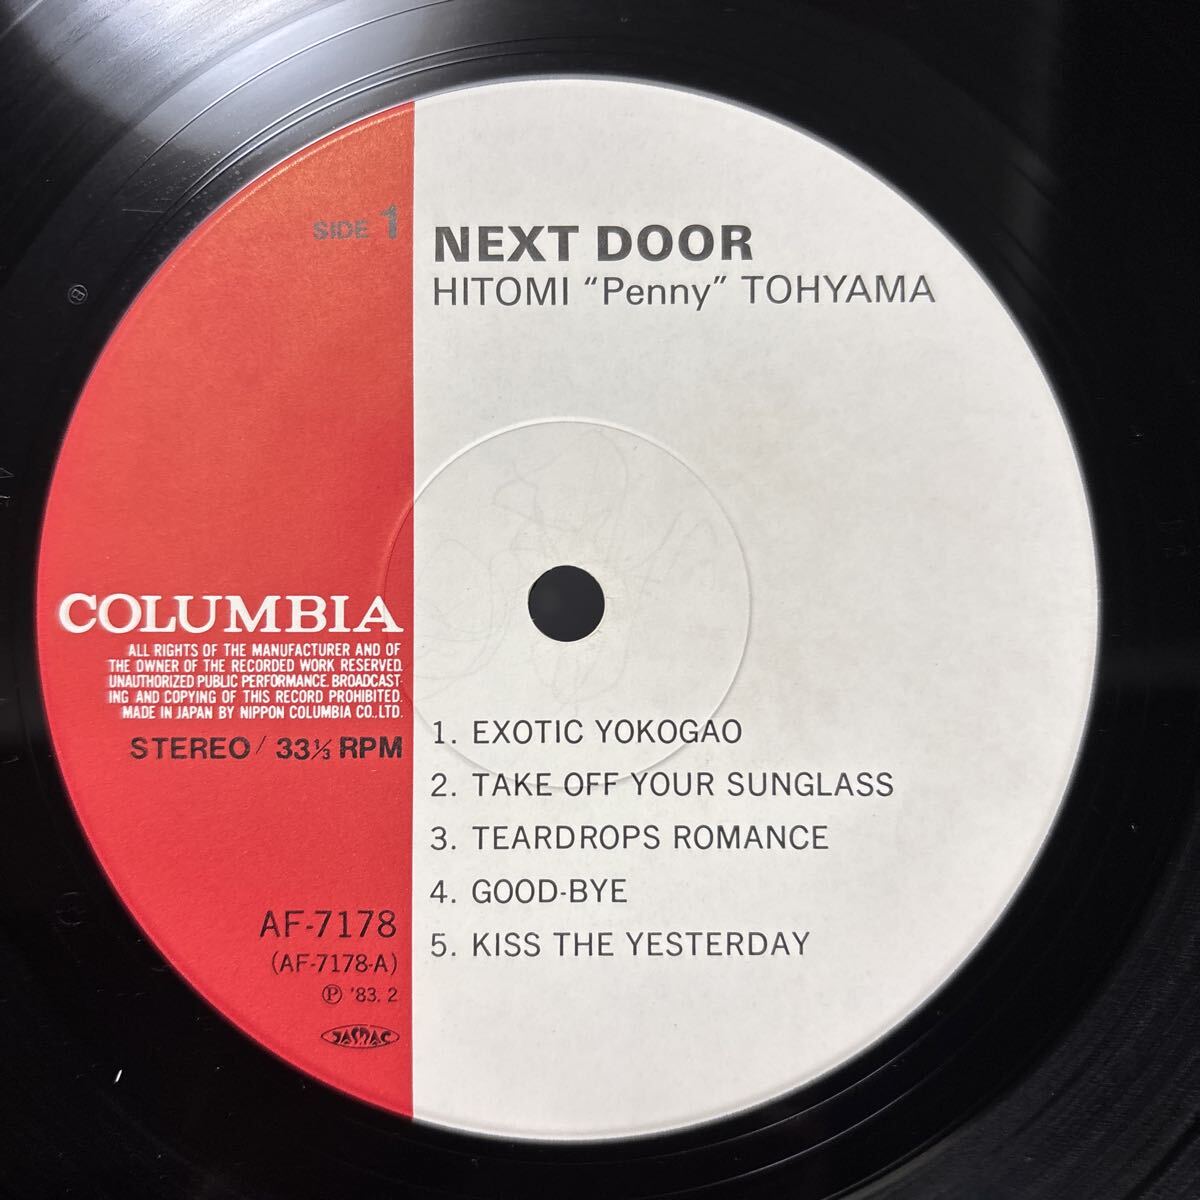 SIDE 1
NEXT DOOR
HITOMI “Penny” TOHYAMA
COLUMBIA
ALL RIGHTS OF THE MANUFACTURER AND OF
THE OWNER OF THE RECORDED WORK RESERVED.
UNAUTHORIZED PUBLIC PERFORMANCE. BROADCAST-
ING AND COPYING OF THIS RECORD PROHIBITED.
MADE IN JAPAN BY NIPPON COLUMBIA CO., LTD.
STEREO / 33⅓ RPM
1. EXOTIC YOKOGAO
2. TAKE OFF YOUR SUNGLASS
3. TEARDROPS ROMANCE
4. GOOD-BYE
5. KISS THE YESTERDAY
AF-7178
(AF-7178-A)
Ⓟ '83. 2
JASRAC